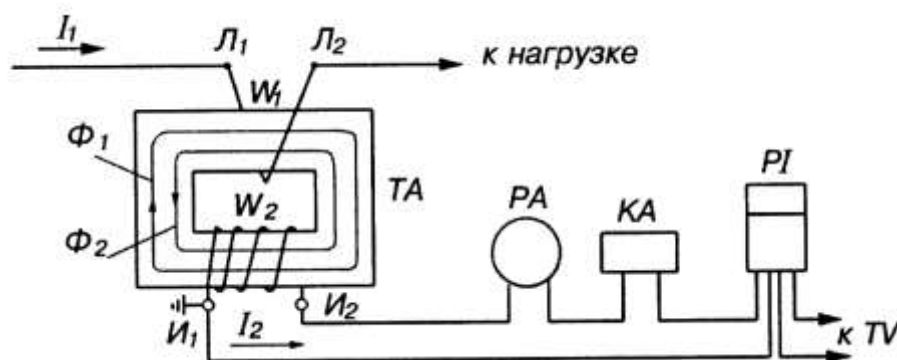 I₁
Л₁
Л₂
к нагрузке
W₁
Ф₁
TA
W₂
Ф₂
PA
KA
PI
И₁
I₂
И₂
к TV